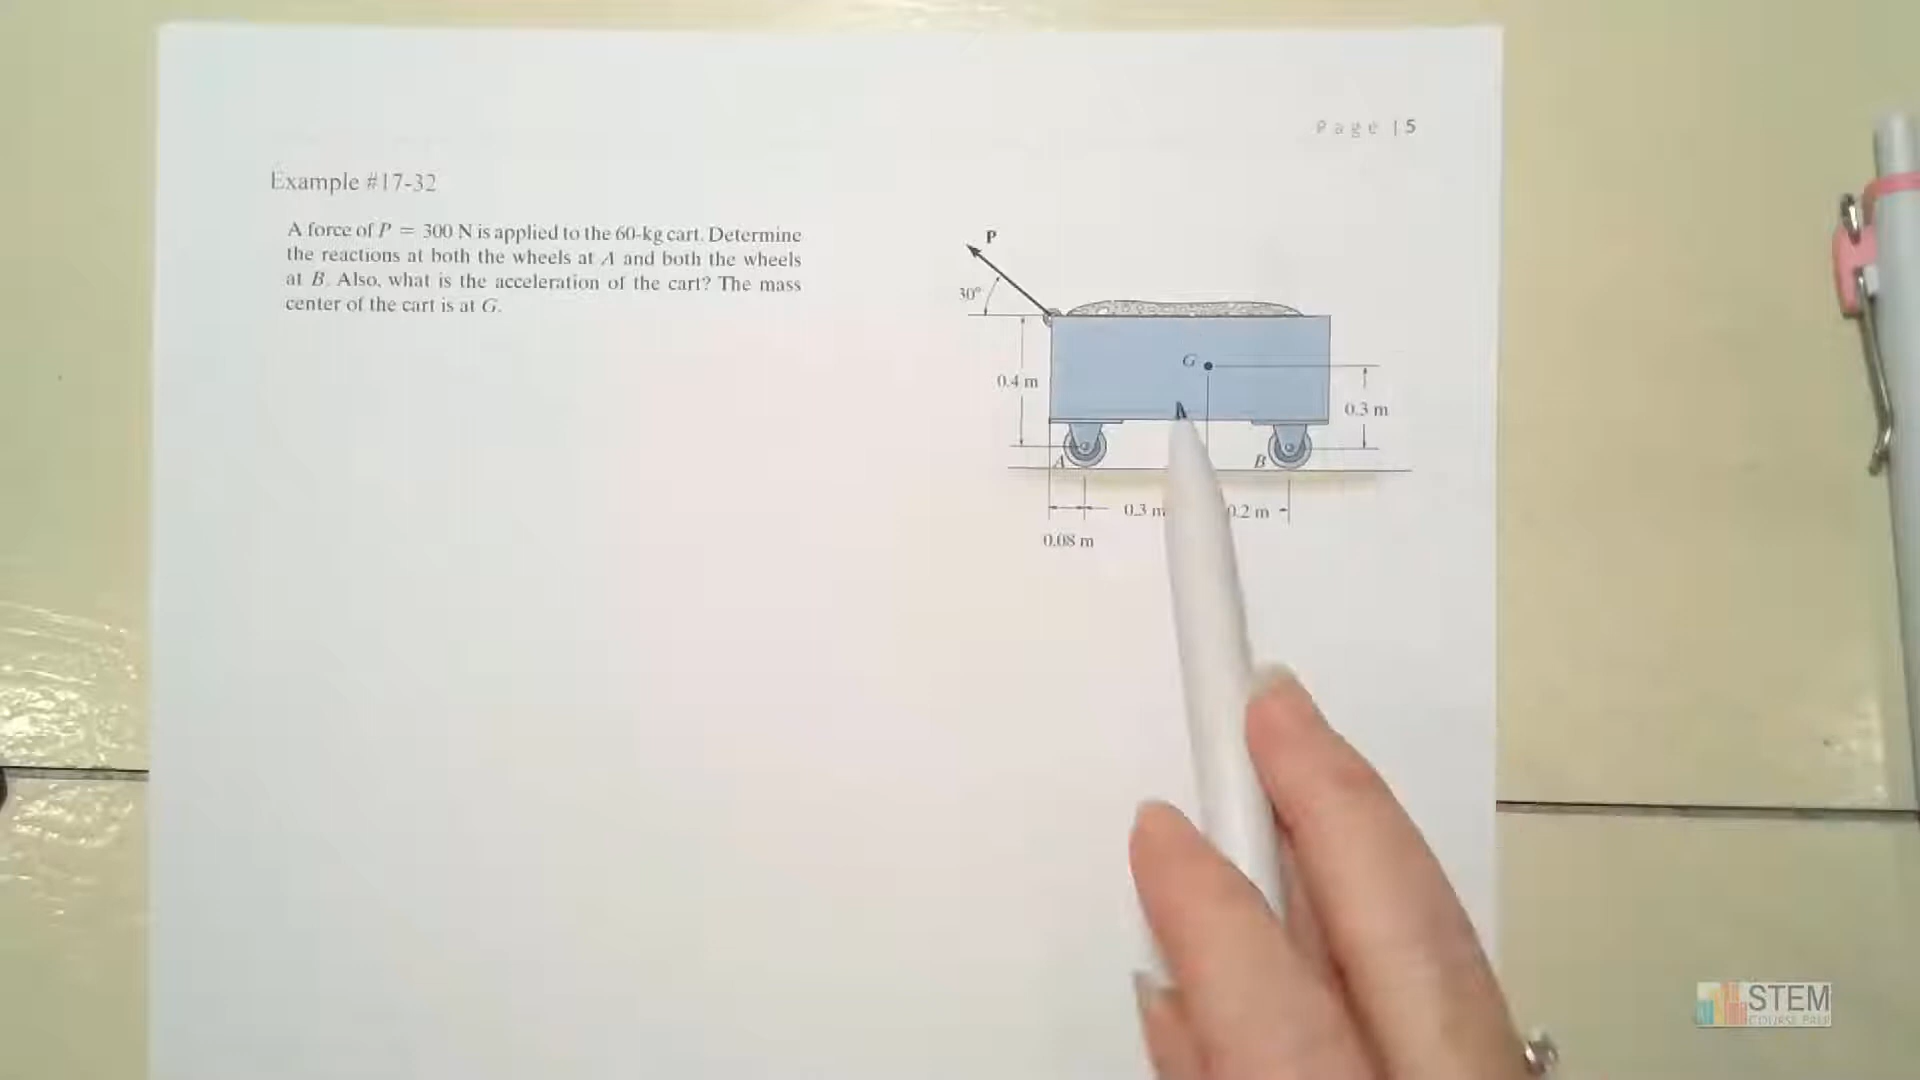 Page | 5
Example #17-32
A force of P = 300 N is applied to the 60-kg cart. Determine
the reactions at both the wheels at A and both the wheels
at B. Also, what is the acceleration of the cart? The mass
center of the cart is at G.
P
30°
G
0.4 m
0.3 m
A
B
0.3 m
0.2 m
0.08 m
STEM
COURSE PREP